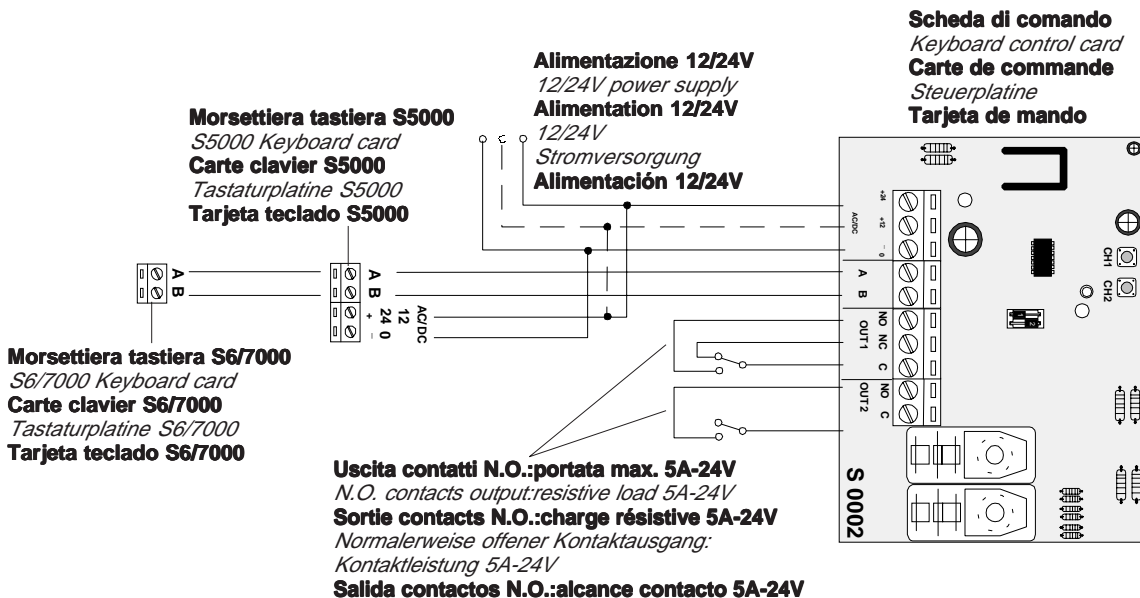 Scheda di comando
Keyboard control card
Carte de commande
Steuerplatine
Tarjeta de mando
Alimentazione 12/24V
12/24V power supply
Alimentation 12/24V
12/24V
Stromversorgung
Alimentación 12/24V
Morsettiera tastiera S5000
S5000 Keyboard card
Carte clavier S5000
Tastaturplatine S5000
Tarjeta teclado S5000
A
B
A
B
12
24
+
0
–
AC/DC
Morsettiera tastiera S6/7000
S6/7000 Keyboard card
Carte clavier S6/7000
Tastaturplatine S6/7000
Tarjeta teclado S6/7000
+24
+12
– 0
AC/DC
A
B
NO NC C
OUT1
NO C
OUT2
CH1
CH2
2
S 0002
Uscita contatti N.O.:portata max. 5A-24V
N.O. contacts output:resistive load 5A-24V
Sortie contacts N.O.:charge résistive 5A-24V
Normalerweise offener Kontaktausgang:
Kontaktleistung 5A-24V
Salida contactos N.O.:alcance contacto 5A-24V